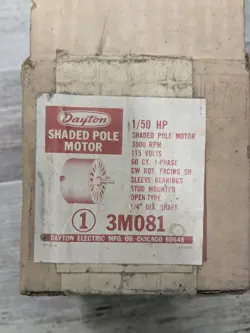 Dayton
SHADED POLE
MOTOR
1/50 HP
SHADED POLE MOTOR
3000 RPM
115 VOLTS
60 CY. 1-PHASE
CW ROT. FACING SH
SLEEVE BEARINGS
STUD MOUNTED
OPEN TYPE
1/4" DIA. SHAFT
1 3M081
DAYTON ELECTRIC MFG. CO. CHICAGO 60648